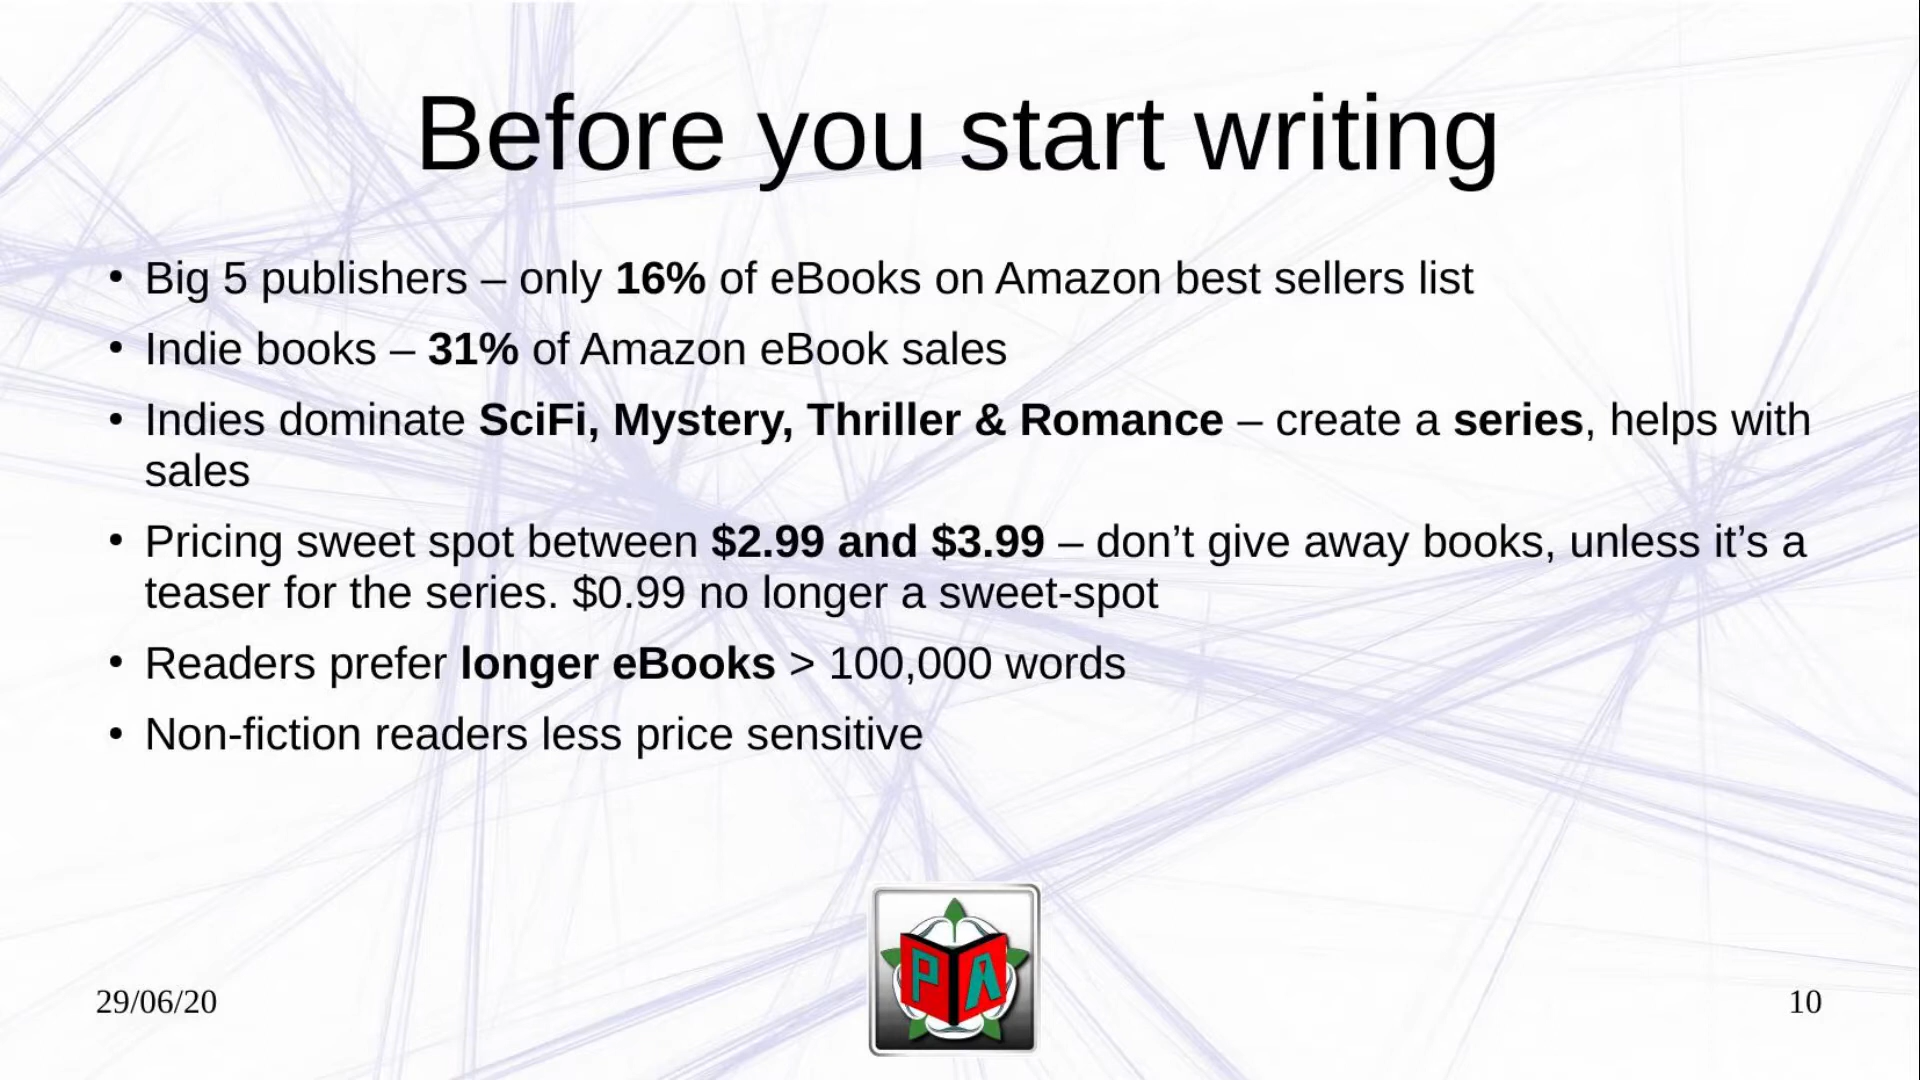 Before you start writing
• Big 5 publishers – only 16% of eBooks on Amazon best sellers list
• Indie books – 31% of Amazon eBook sales
• Indies dominate SciFi, Mystery, Thriller & Romance – create a series, helps with
sales
• Pricing sweet spot between $2.99 and $3.99 – don’t give away books, unless it’s a
teaser for the series. $0.99 no longer a sweet-spot
• Readers prefer longer eBooks > 100,000 words
• Non-fiction readers less price sensitive
P A
29/06/20
10